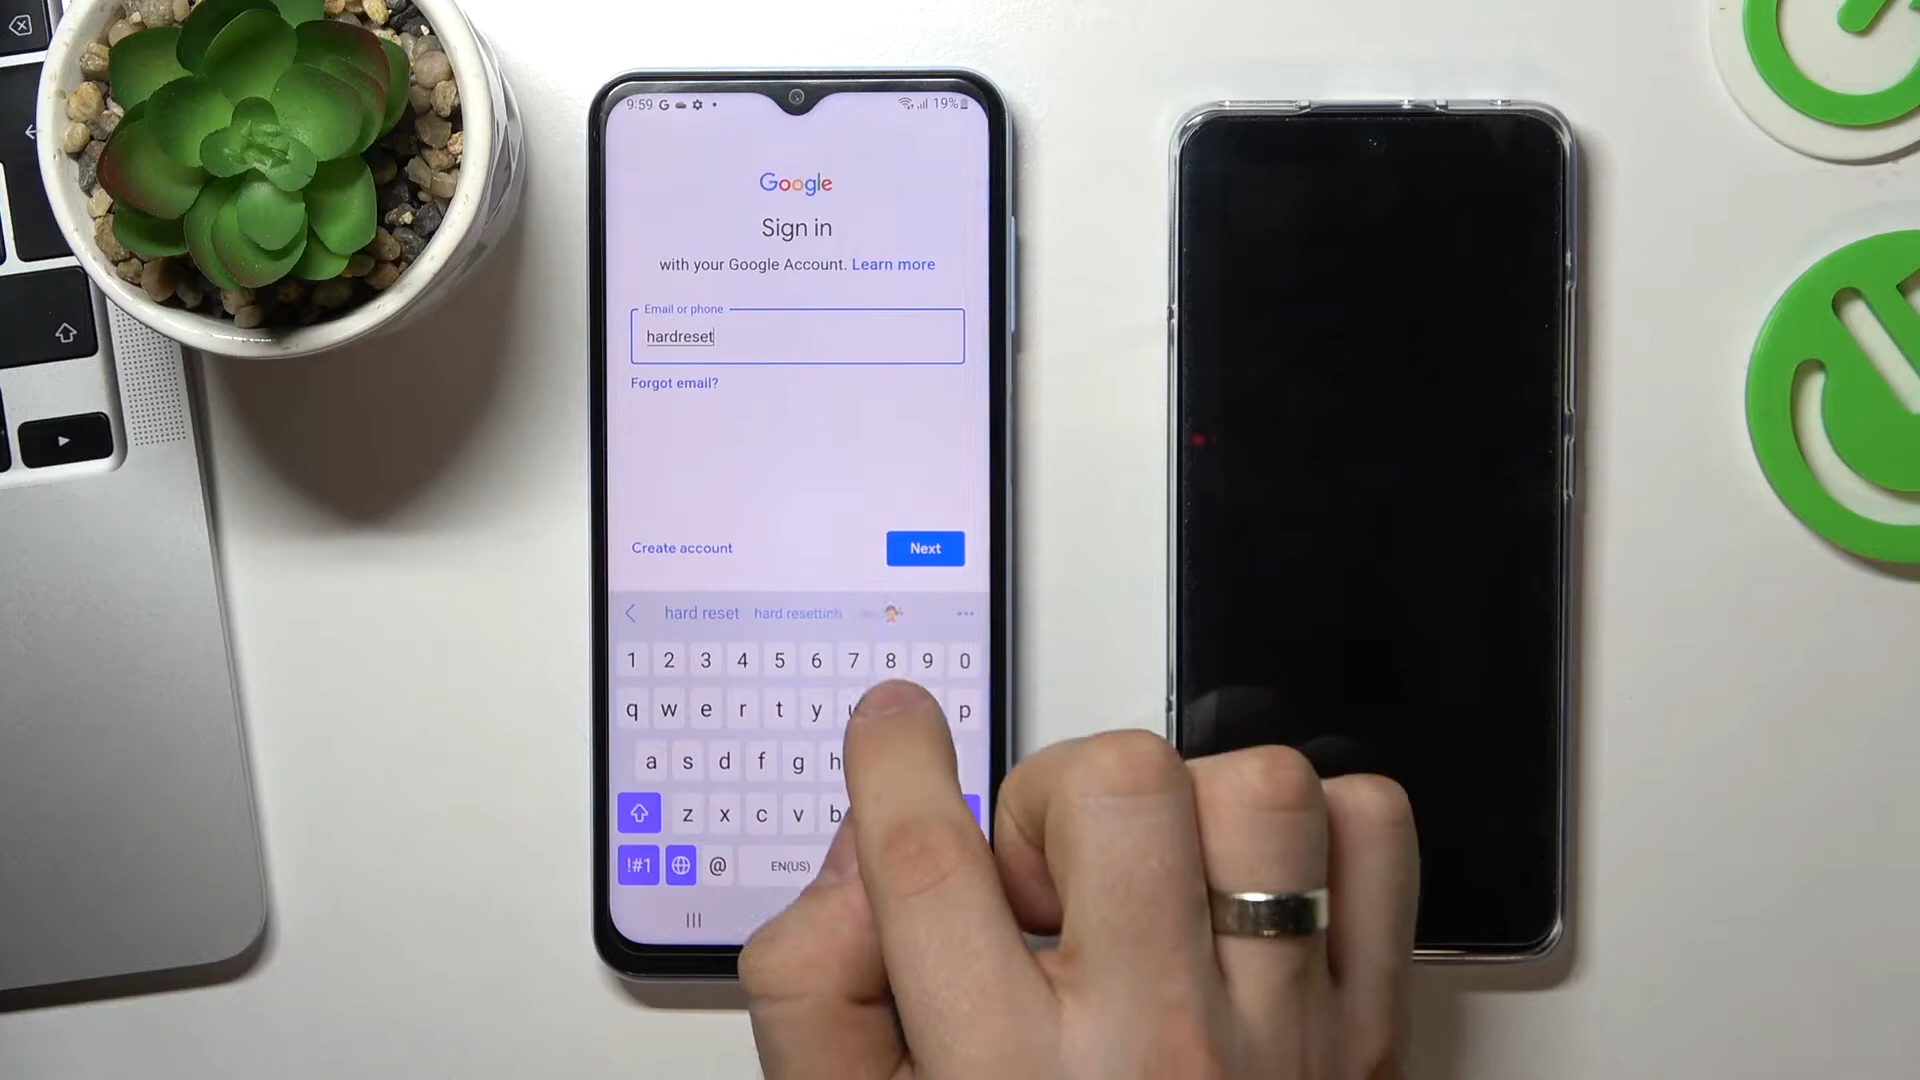 9:59 G 19%
Google
Sign in
with your Google Account. Learn more
Email or phone
hardreset
Forgot email?
Create account Next
hard reset hard resettinh
1 2 3 4 5 6 7 8 9 0
q w e r t y u p
a s d f g h
z x c v b
!#1 @ EN(US)